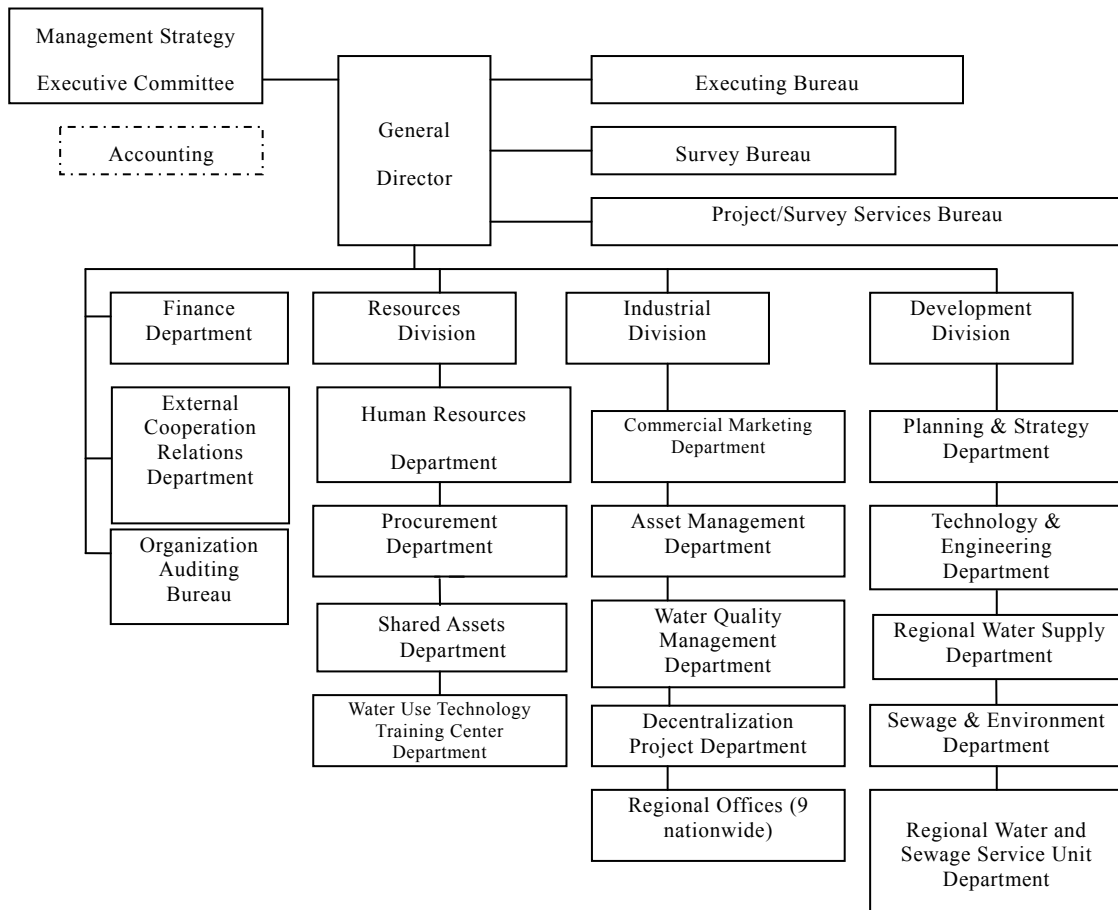 Management Strategy
Executive Committee
Accounting
General
Director
Executing Bureau
Survey Bureau
Project/Survey Services Bureau
Finance
Department
External
Cooperation
Relations
Department
Organization
Auditing
Bureau
Resources
Division
Human Resources
Department
Procurement
Department
Shared Assets
Department
Water Use Technology
Training Center
Department
Industrial
Division
Commercial Marketing
Department
Asset Management
Department
Water Quality
Management
Department
Decentralization
Project Department
Regional Offices (9
nationwide)
Development
Division
Planning & Strategy
Department
Technology &
Engineering
Department
Regional Water Supply
Department
Sewage & Environment
Department
Regional Water and
Sewage Service Unit
Department